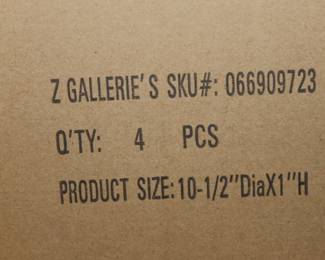 Z GALLERIE'S SKU#: 066909723
Q'TY: 4 PCS
PRODUCT SIZE: 10-1/2"DiaX1"H